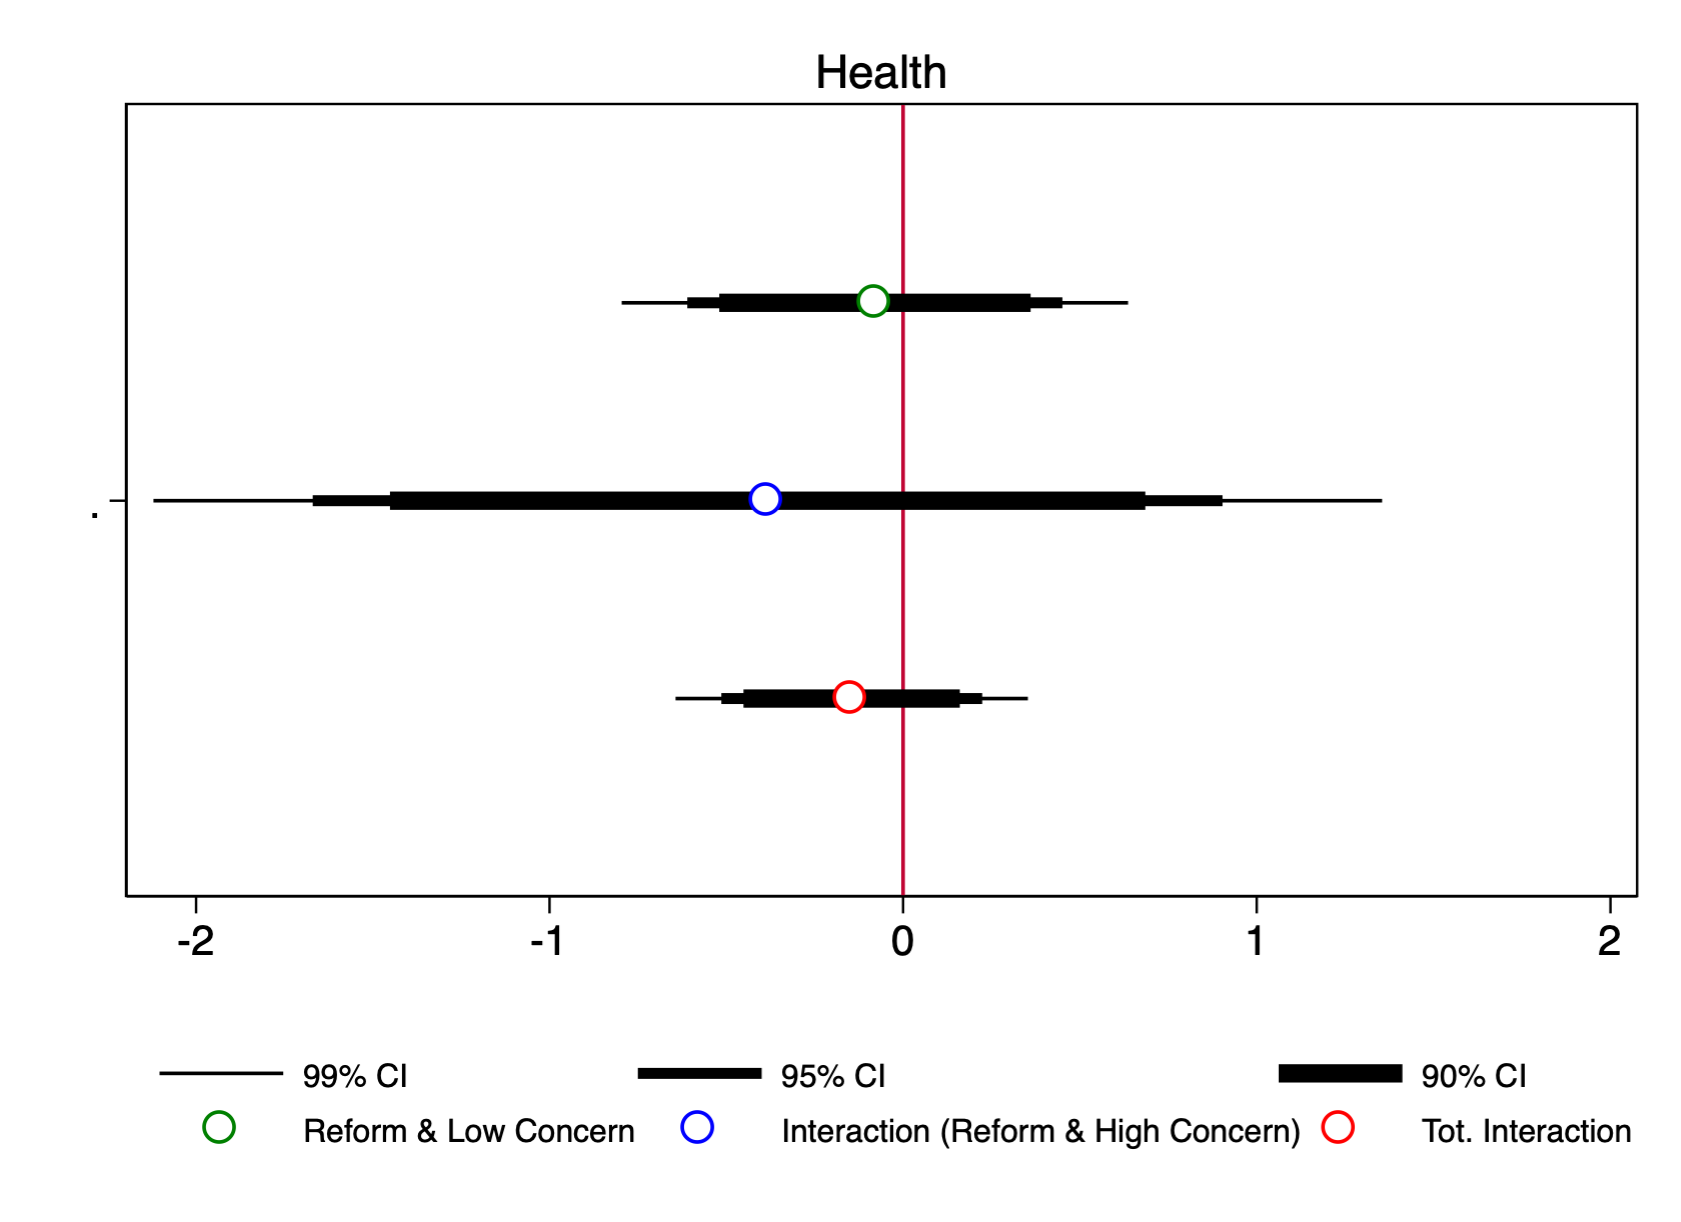 Health
.
-2 -1 0 1 2
99% CI 95% CI 90% CI
Reform & Low Concern Interaction (Reform & High Concern) Tot. Interaction